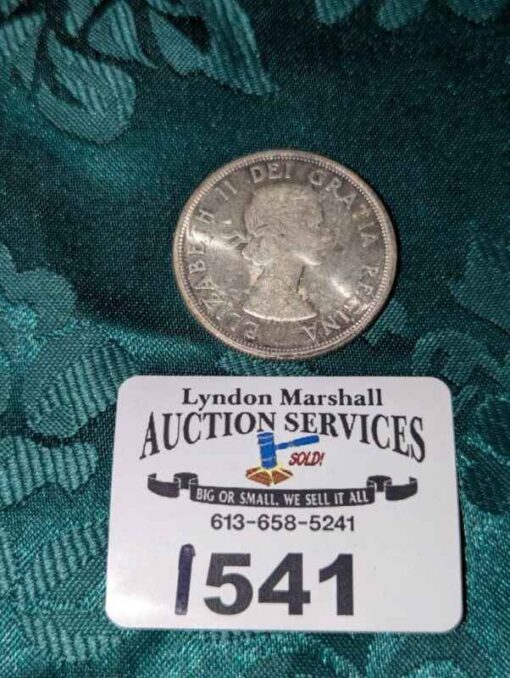 ELIZABETH II DEI GRATIA REGINA
Lyndon Marshall
AUCTION SERVICES
SOLD!
BIG OR SMALL, WE SELL IT ALL
613-658-5241
1541